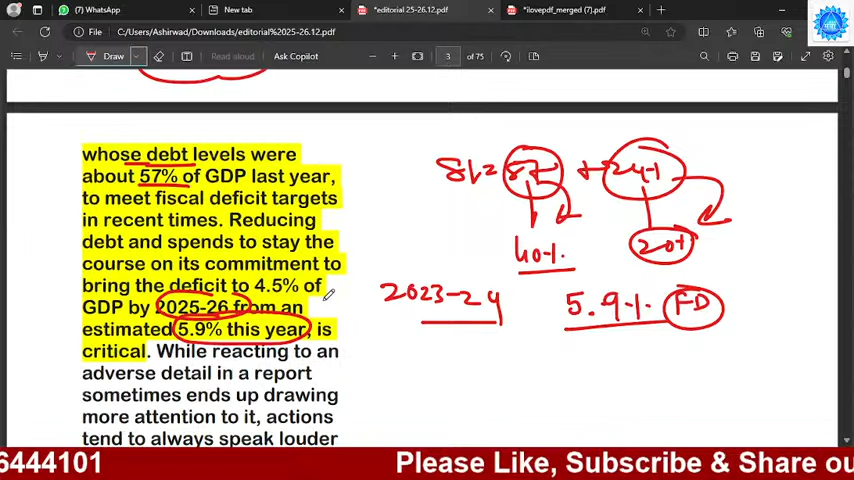 (7) WhatsApp
New tab
*editorial 25-26.12.pdf
*ilovepdf_merged (7).pdf
File C:/Users/Ashirwad/Downloads/editorial%2025-26.12.pdf
Draw Read aloud Ask Copilot 3 of 75
whose debt levels were
about 57% of GDP last year,
to meet fiscal deficit targets
in recent times. Reducing
debt and spends to stay the
course on its commitment to
bring the deficit to 4.5% of
GDP by 2025-26 from an
estimated 5.9% this year, is
critical. While reacting to an
adverse detail in a report
sometimes ends up drawing
more attention to it, actions
tend to always speak louder
81= 57 + 24%
40% 20%
2023-24 5.9% FD
6444101 Please Like, Subscribe & Share ou